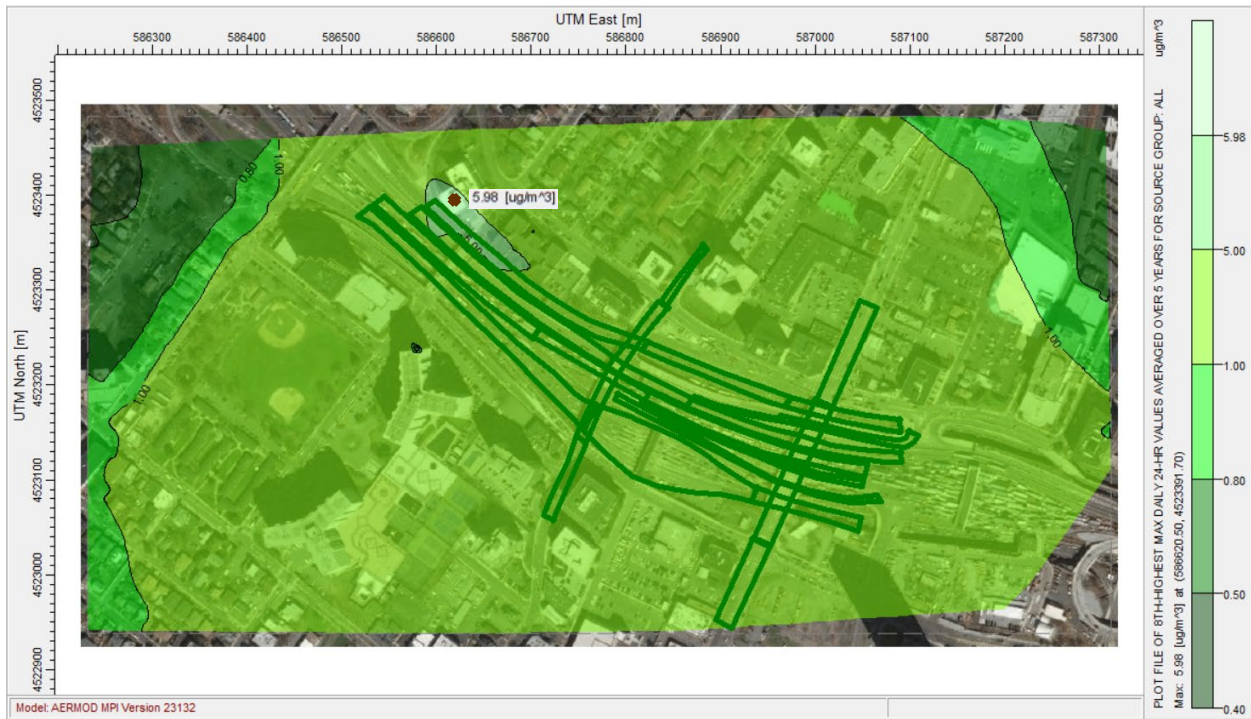 UTM East [m]
586300 586400 586500 586600 586700 586800 586900 587000 587100 587200 587300
UTM North [m]
4523500
4523400
4523300
4523200
4523100
4523000
4522900
0.80
1.00
1.00
5.98 [ug/m^3]
5.00
1.00
1.00
PLOT FILE OF 8TH-HIGHEST MAX DAILY 24-HR VALUES AVERAGED OVER 5 YEARS FOR SOURCE GROUP: ALL
ug/m^3
Max: 5.98 [ug/m^3] at (586620.50, 4523391.70)
5.98
5.00
1.00
0.80
0.50
0.40
Model: AERMOD MPI Version 23132